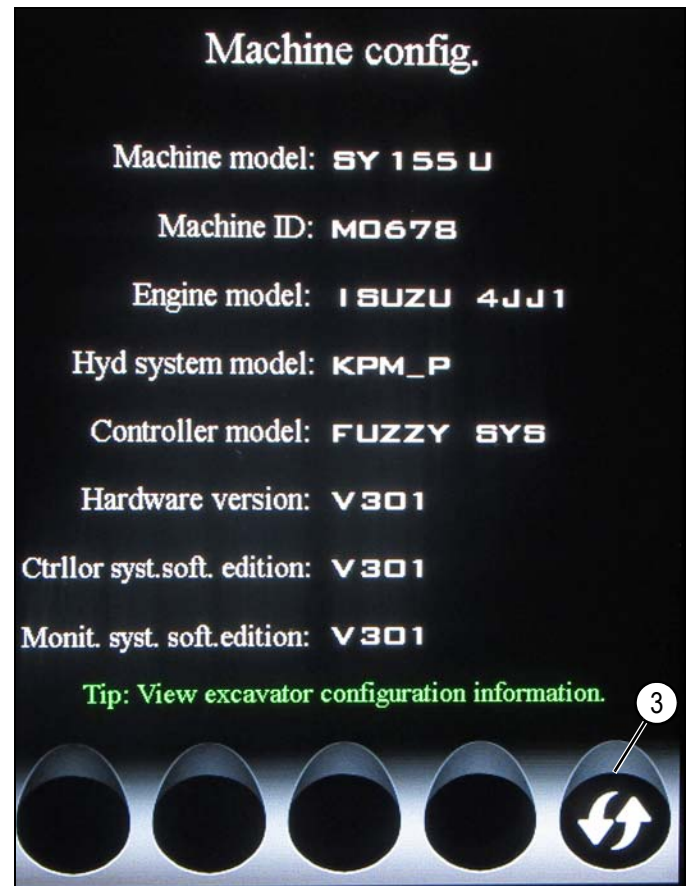 Machine config.
Machine model: SY 155 U
Machine ID: M0678
Engine model: ISUZU 4JJ1
Hyd system model: KPM_P
Controller model: FUZZY SYS
Hardware version: V301
Ctrllor syst.soft. edition: V301
Monit. syst. soft.edition: V301
Tip: View excavator configuration information.
3